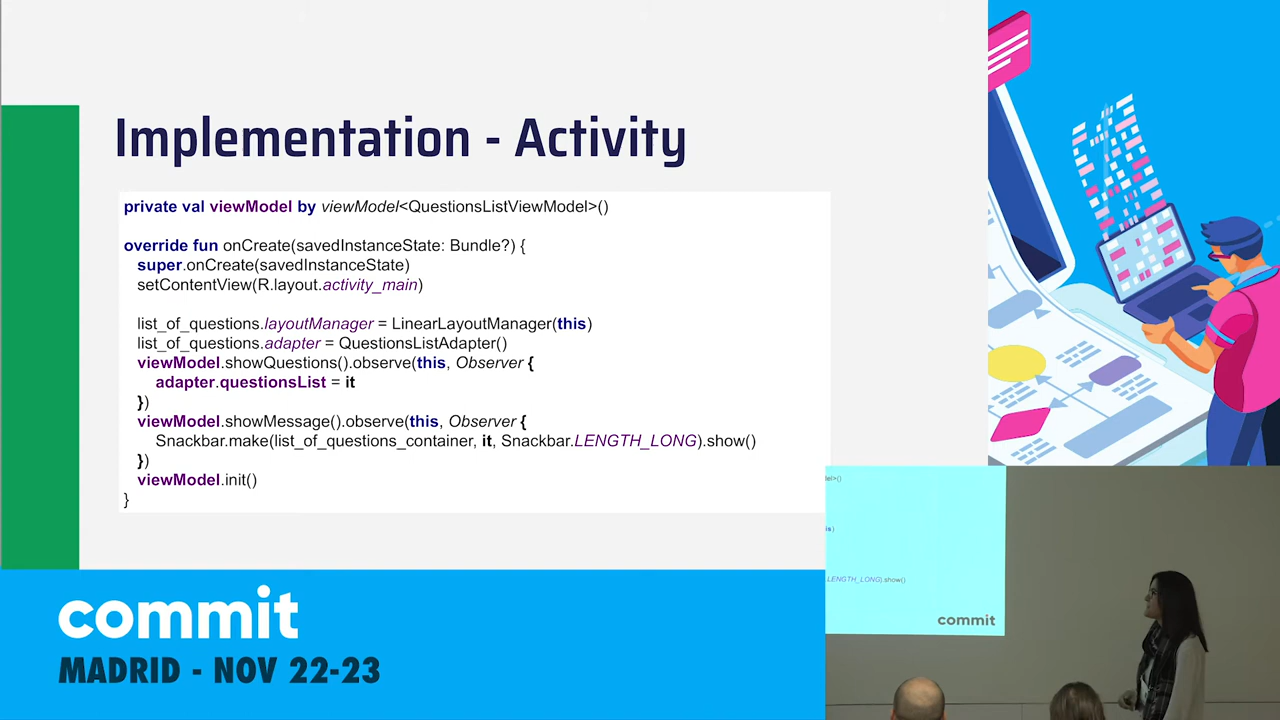 Implementation - Activity
private val viewModel by viewModel<QuestionsListViewModel>()
override fun onCreate(savedInstanceState: Bundle?) {
super.onCreate(savedInstanceState)
setContentView(R.layout.activity_main)
list_of_questions.layoutManager = LinearLayoutManager(this)
list_of_questions.adapter = QuestionsListAdapter()
viewModel.showQuestions().observe(this, Observer {
adapter.questionsList = it
})
viewModel.showMessage().observe(this, Observer {
Snackbar.make(list_of_questions_container, it, Snackbar.LENGTH_LONG).show()
})
viewModel.init()
}
commit
MADRID - NOV 22-23
LENGTH_LONG).show()
commit